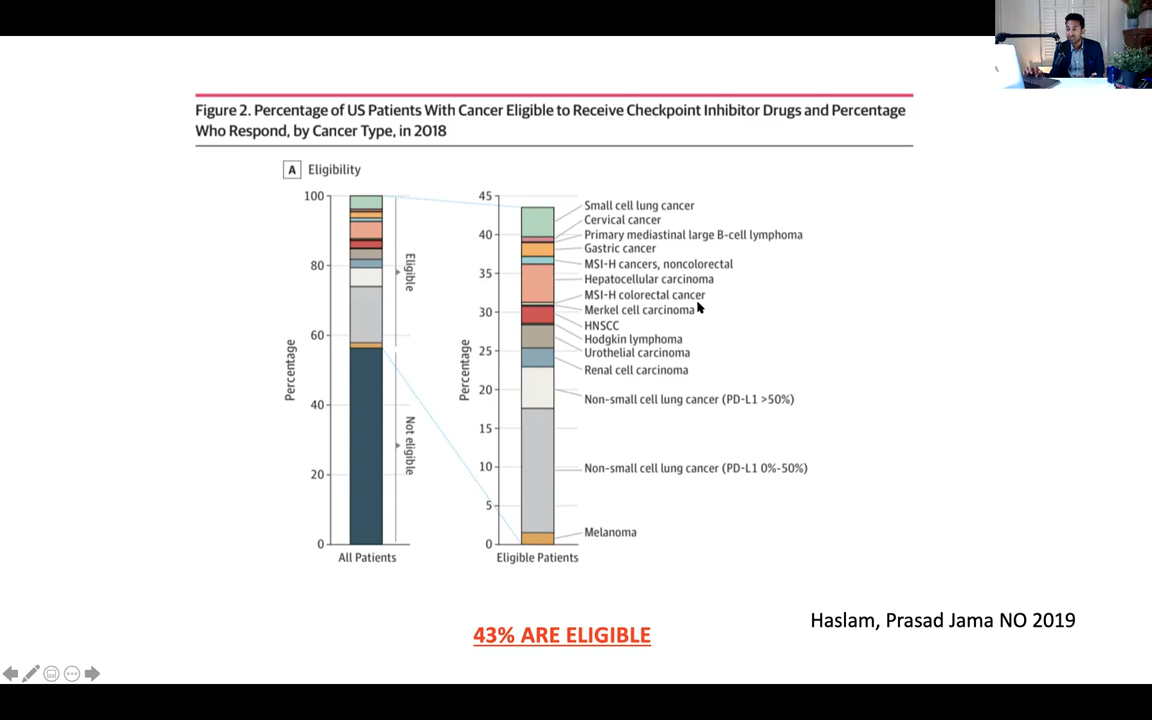 Figure 2. Percentage of US Patients With Cancer Eligible to Receive Checkpoint Inhibitor Drugs and Percentage
Who Respond, by Cancer Type, in 2018
A Eligibility
100
80
60
40
20
0
Percentage
Eligible
Not eligible
All Patients
45
40
35
30
25
20
15
10
5
0
Percentage
Eligible Patients
Small cell lung cancer
Cervical cancer
Primary mediastinal large B-cell lymphoma
Gastric cancer
MSI-H cancers, noncolorectal
Hepatocellular carcinoma
MSI-H colorectal cancer
Merkel cell carcinoma
HNSCC
Hodgkin lymphoma
Urothelial carcinoma
Renal cell carcinoma
Non-small cell lung cancer (PD-L1 >50%)
Non-small cell lung cancer (PD-L1 0%-50%)
Melanoma
Haslam, Prasad Jama NO 2019
43% ARE ELIGIBLE